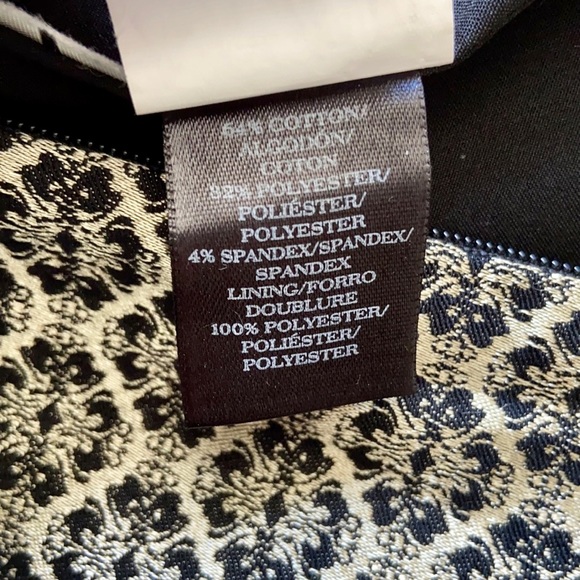 64% COTTON/
ALGODÓN/
COTON
32% POLYESTER/
POLIÉSTER/
POLYESTER
4% SPANDEX/SPANDEX/
SPANDEX
LINING/FORRO
DOUBLURE
100% POLYESTER/
POLIÉSTER/
POLYESTER